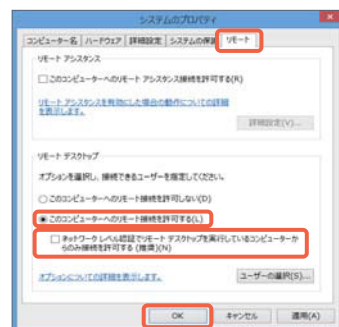 システムのプロパティ
コンピューター名 ハードウェア 詳細設定 システムの保護 リモート
リモート アシスタンス
このコンピューターへのリモート アシスタンス接続を許可する(R)
リモート アシスタンスを有効にした場合の動作についての詳細
を表示します。
詳細設定(V)...
リモート デスクトップ
オプションを選択し、接続できるユーザーを指定してください。
このコンピューターへのリモート接続を許可しない(D)
このコンピューターへのリモート接続を許可する(L)
ネットワーク レベル認証でリモート デスクトップを実行しているコンピューターか
らのみ接続を許可する (推奨)(N)
オプションについての詳細を表示します。
ユーザーの選択(S)...
OK キャンセル 適用(A)